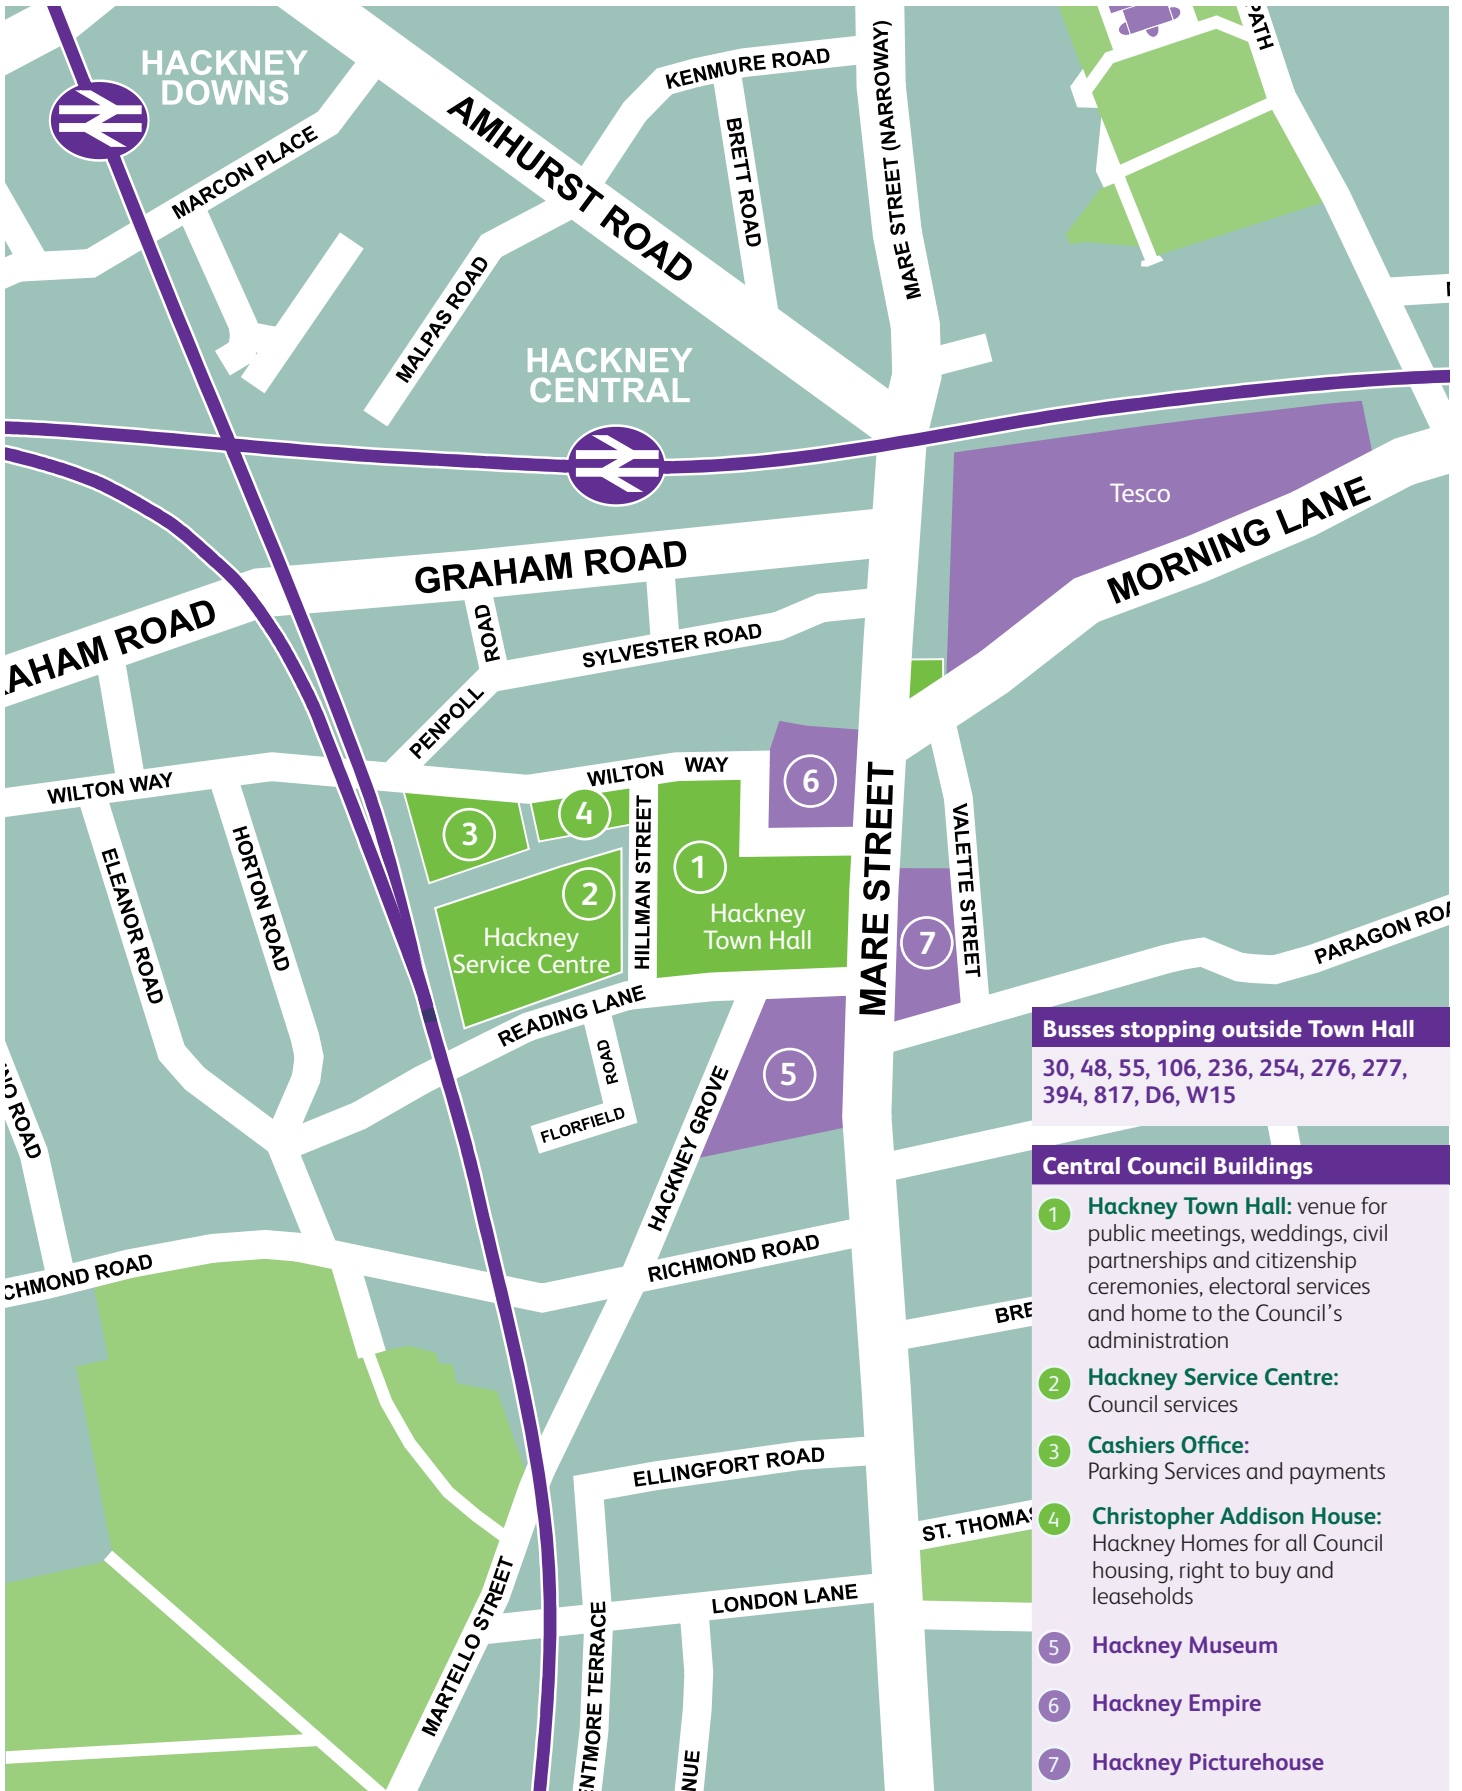 HACKNEY
DOWNS
KENMURE ROAD
MARE STREET (NARROWAY)
PATH
AMHURST ROAD
BRETT ROAD
MARCON PLACE
MALPAS ROAD
HACKNEY
CENTRAL
Tesco
MORNING LANE
GRAHAM ROAD
AHAM ROAD
ROAD
SYLVESTER ROAD
PENPOLL
WILTON WAY
WILTON WAY
6
3
4
1
2
HILLMAN STREET
Hackney
Town Hall
Hackney
Service Centre
MARE STREET
VALETTE STREET
7
HORTON ROAD
ELEANOR ROAD
PARAGON ROA
READING LANE
ROAD
FLORFIELD
5
HACKNEY GROVE
ROAD
RICHMOND ROAD
CHMOND ROAD
BRE
ELLINGFORT ROAD
ST. THOMAS
LONDON LANE
MARTELLO STREET
NTMORE TERRACE
NUE
Busses stopping outside Town Hall
30, 48, 55, 106, 236, 254, 276, 277,
394, 817, D6, W15
Central Council Buildings
1 Hackney Town Hall: venue for
public meetings, weddings, civil
partnerships and citizenship
ceremonies, electoral services
and home to the Council’s
administration
2 Hackney Service Centre:
Council services
3 Cashiers Office:
Parking Services and payments
4 Christopher Addison House:
Hackney Homes for all Council
housing, right to buy and
leaseholds
5 Hackney Museum
6 Hackney Empire
7 Hackney Picturehouse